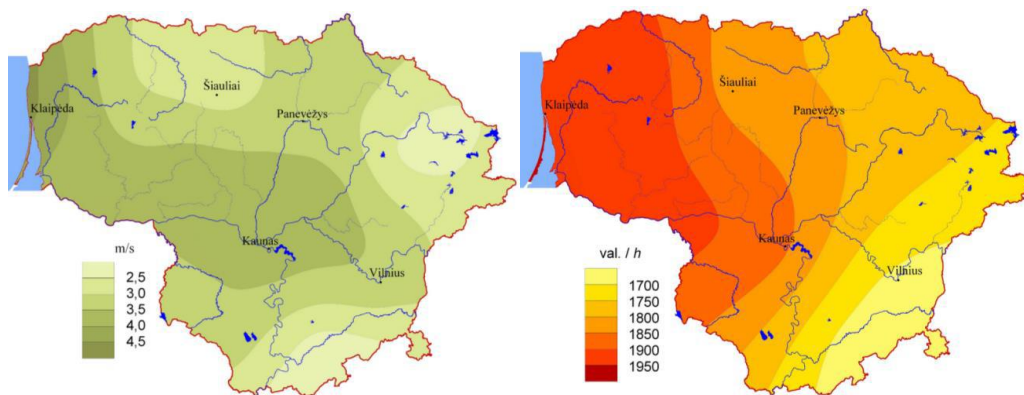 Šiauliai
Klaipėda
Panevėžys
Kaunas
Vilnius
m/s
2,5
3,0
3,5
4,0
4,5
Šiauliai
Klaipėda
Panevėžys
Kaunas
Vilnius
val. / h
1700
1750
1800
1850
1900
1950